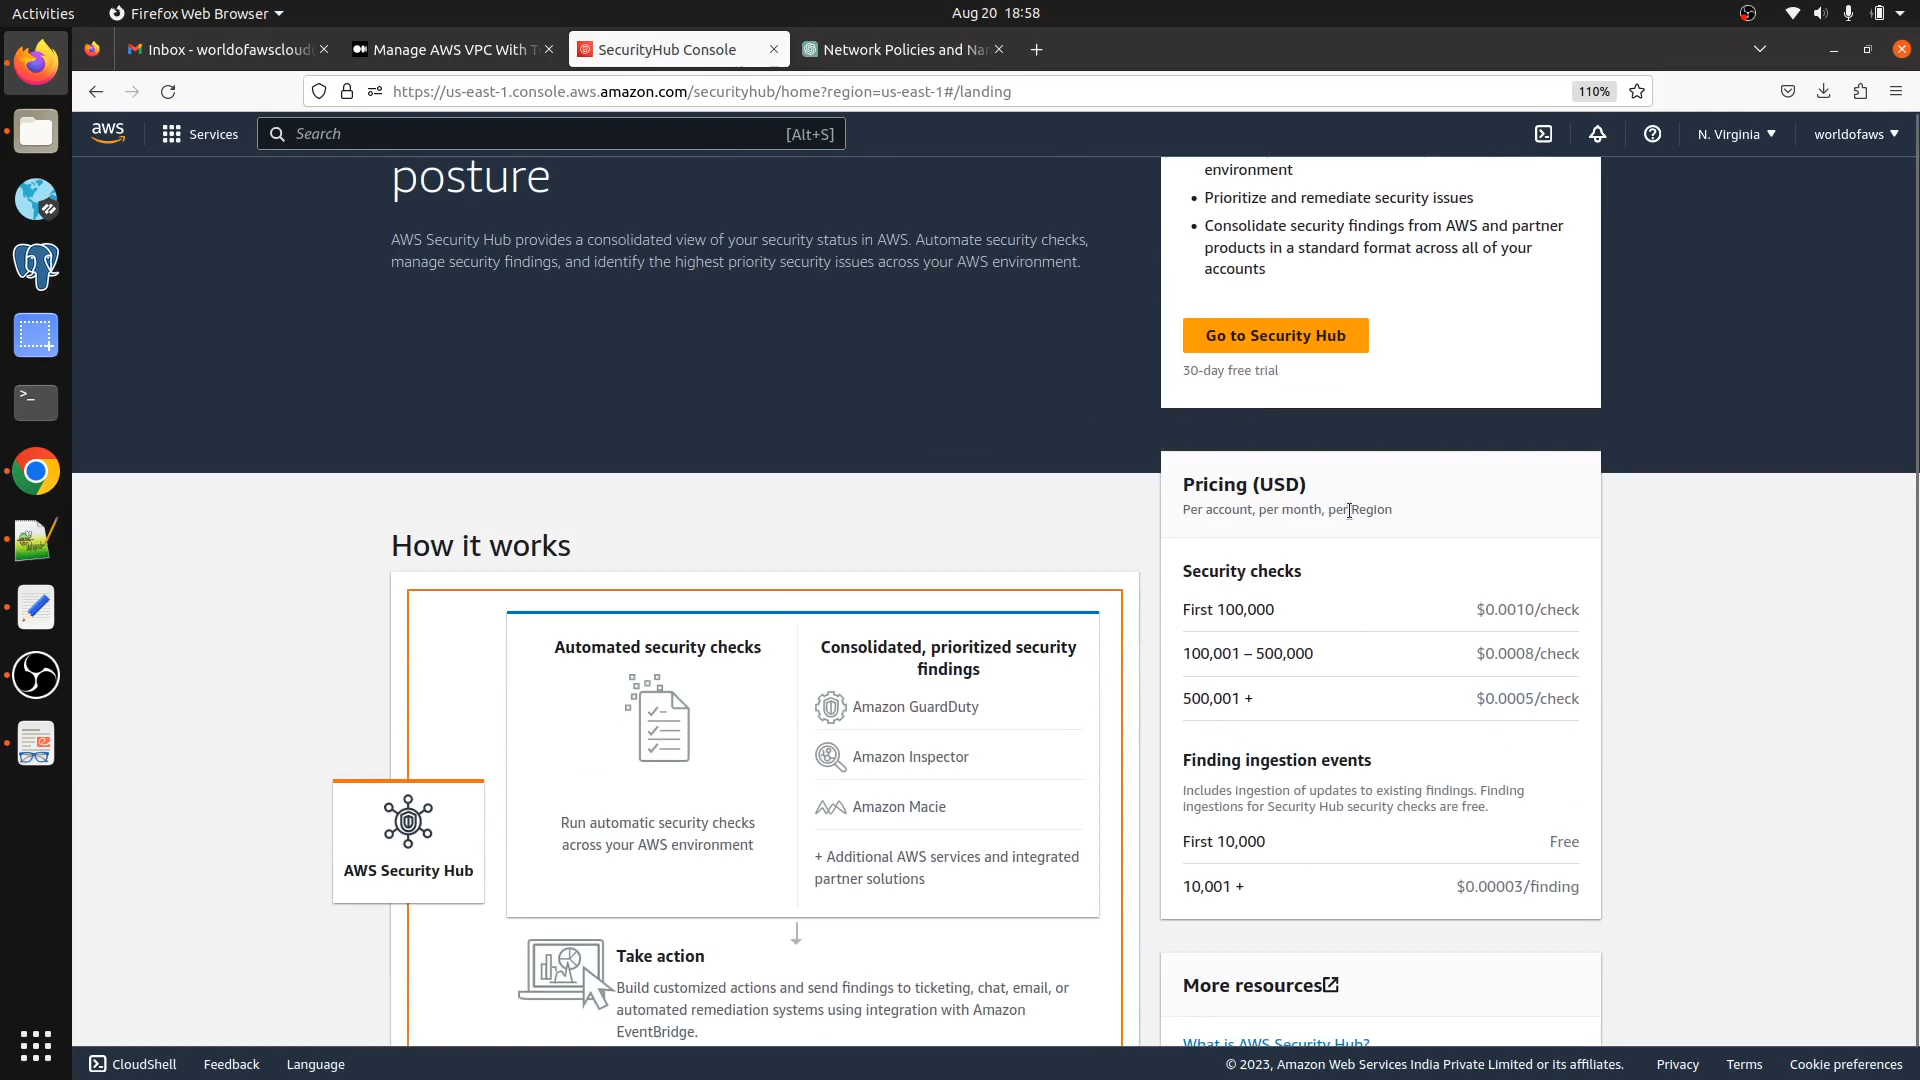 Activities
Firefox Web Browser
Aug 20 18:58
Inbox - worldofawscloud
Manage AWS VPC With T
SecurityHub Console
Network Policies and Nar
https://us-east-1.console.aws.amazon.com/securityhub/home?region=us-east-1#/landing
110%
aws
Services
Search
[Alt+S]
N. Virginia
worldofaws
posture
AWS Security Hub provides a consolidated view of your security status in AWS. Automate security checks,
manage security findings, and identify the highest priority security issues across your AWS environment.
environment
• Prioritize and remediate security issues
• Consolidate security findings from AWS and partner
products in a standard format across all of your
accounts
Go to Security Hub
30-day free trial
Pricing (USD)
Per account, per month, per Region
Security checks
First 100,000 $0.0010/check
100,001 – 500,000 $0.0008/check
500,001 + $0.0005/check
Finding ingestion events
Includes ingestion of updates to existing findings. Finding
ingestions for Security Hub security checks are free.
First 10,000 Free
10,001 + $0.00003/finding
More resources
What is AWS Security Hub?
How it works
AWS Security Hub
Automated security checks
Run automatic security checks
across your AWS environment
Consolidated, prioritized security
findings
Amazon GuardDuty
Amazon Inspector
Amazon Macie
+ Additional AWS services and integrated
partner solutions
Take action
Build customized actions and send findings to ticketing, chat, email, or
automated remediation systems using integration with Amazon
EventBridge.
CloudShell
Feedback
Language
© 2023, Amazon Web Services India Private Limited or its affiliates.
Privacy
Terms
Cookie preferences